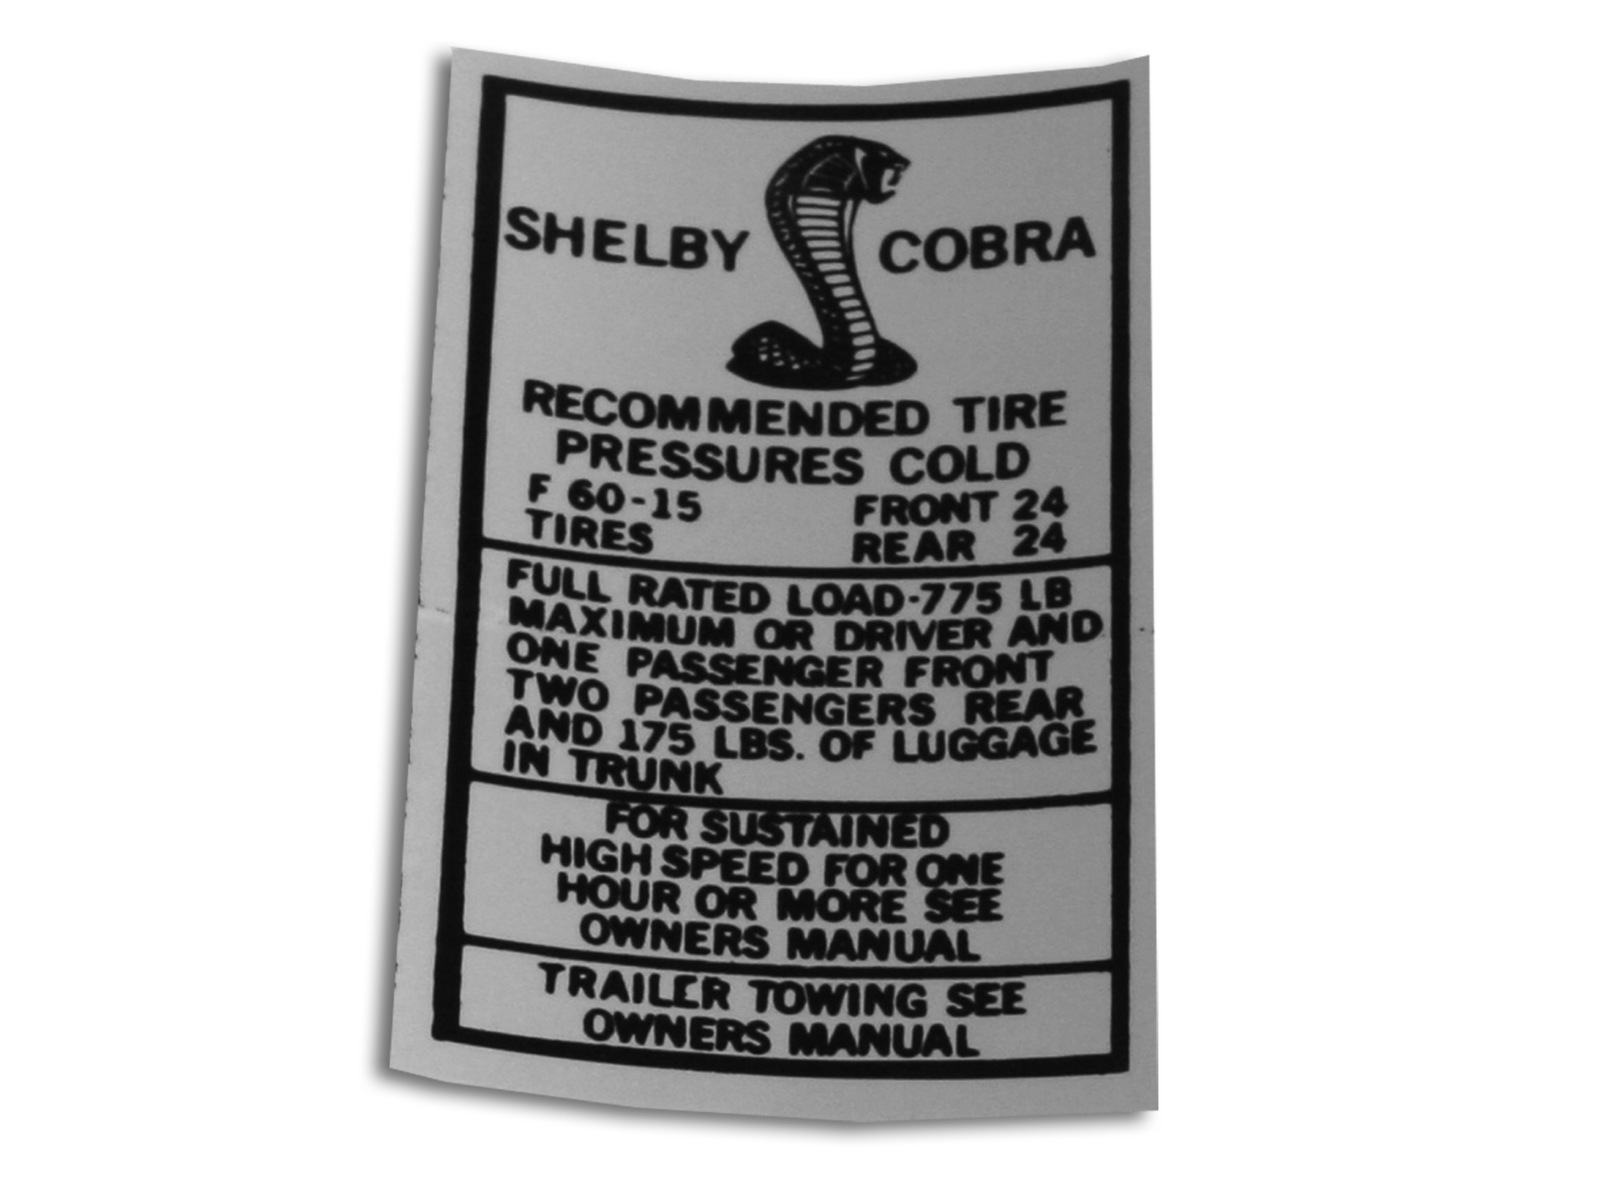 SHELBY COBRA
RECOMMENDED TIRE
PRESSURES COLD
F 60-15 FRONT 24
TIRES REAR 24
FULL RATED LOAD-775 LB
MAXIMUM OR DRIVER AND
ONE PASSENGER FRONT
TWO PASSENGERS REAR
AND 175 LBS. OF LUGGAGE
IN TRUNK
FOR SUSTAINED
HIGH SPEED FOR ONE
HOUR OR MORE SEE
OWNERS MANUAL
TRAILER TOWING SEE
OWNERS MANUAL